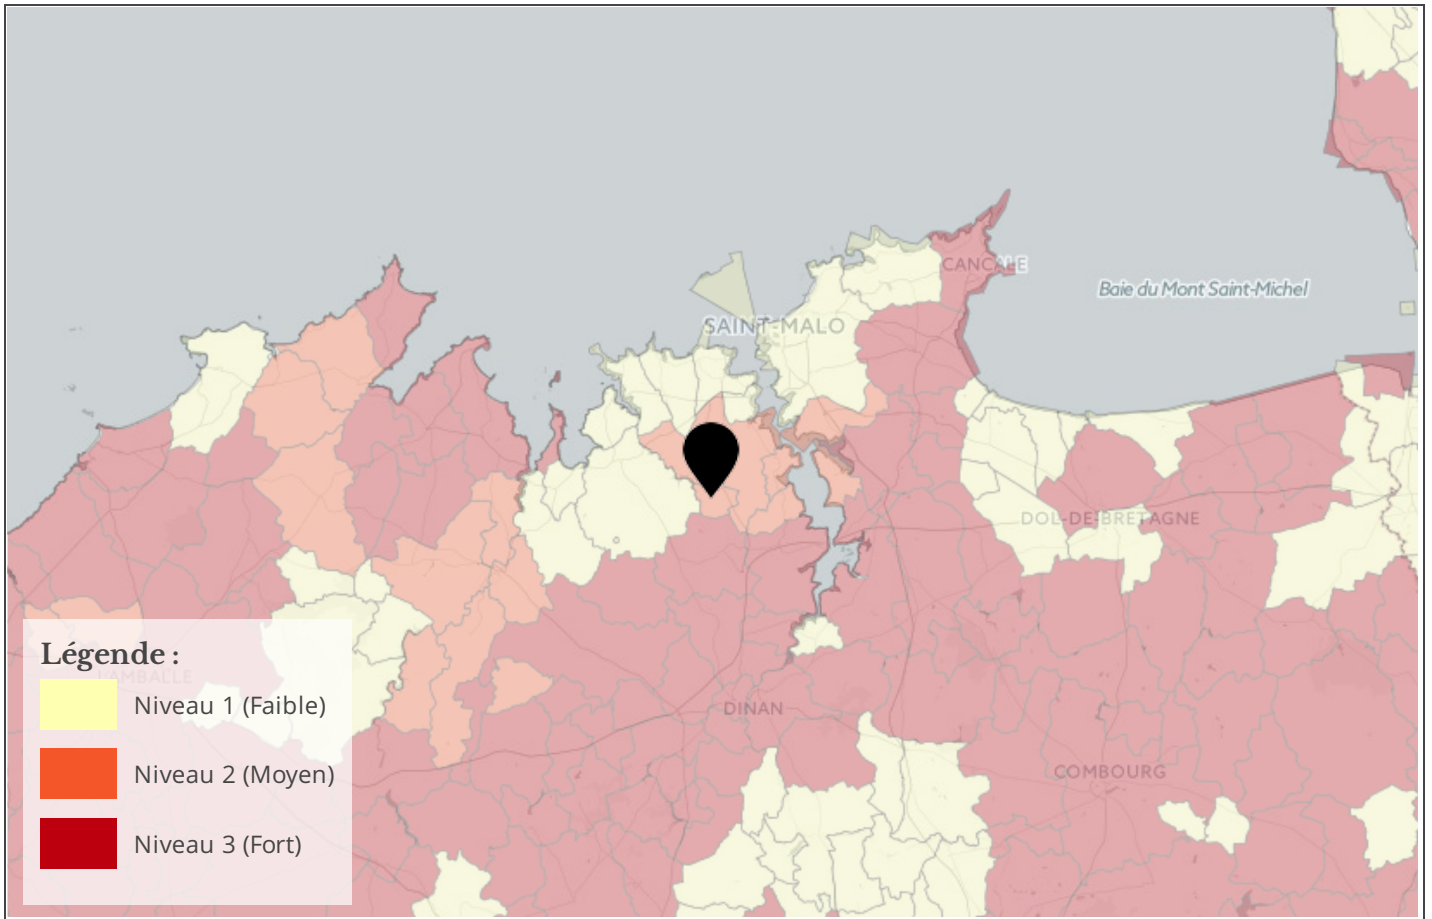 CANCALE
Baie du Mont Saint-Michel
SAINT-MALO
DOL-DE-BRETAGNE
Légende :
LAMBALLE
Niveau 1 (Faible)
DINAN
Niveau 2 (Moyen)
COMBOURG
Niveau 3 (Fort)